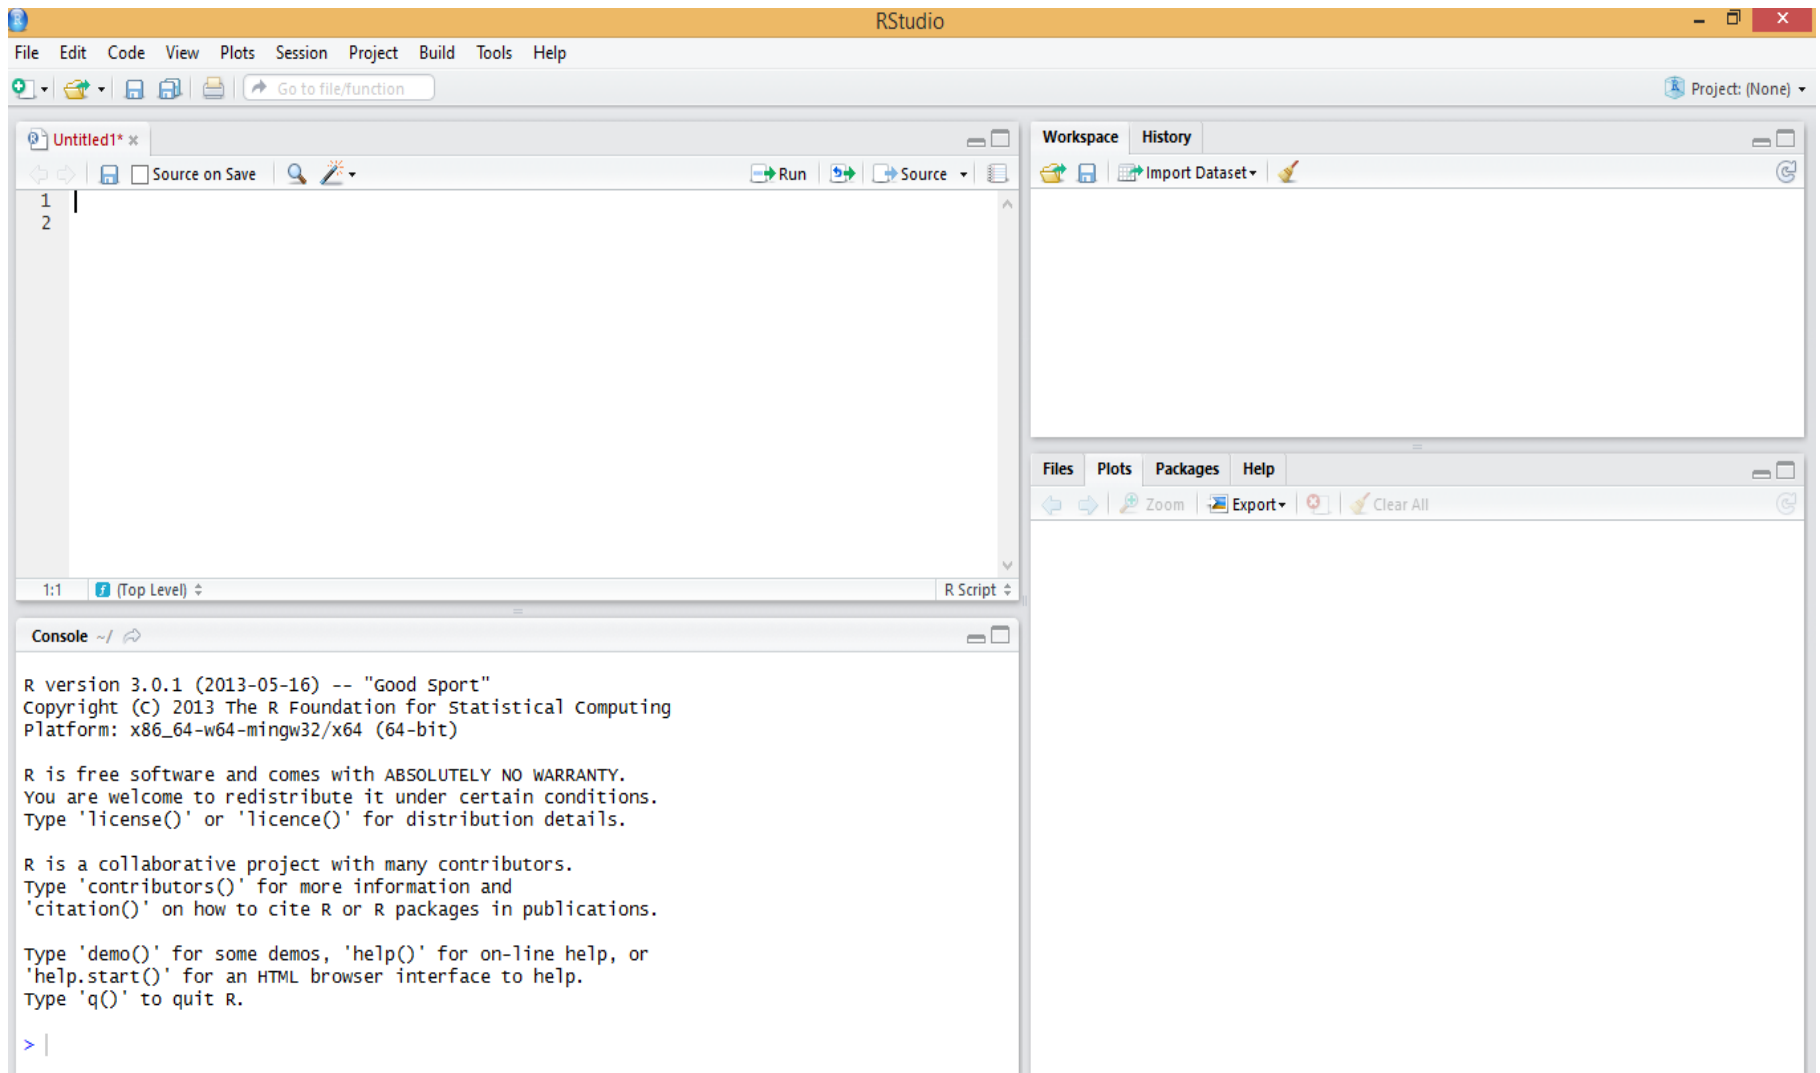 RStudio
File Edit Code View Plots Session Project Build Tools Help
Go to file/function
Project: (None)
Untitled1*
Source on Save Run Source
1
2
1:1 (Top Level) R Script
Console ~/
R version 3.0.1 (2013-05-16) -- "Good Sport"
Copyright (C) 2013 The R Foundation for Statistical Computing
Platform: x86_64-w64-mingw32/x64 (64-bit)
R is free software and comes with ABSOLUTELY NO WARRANTY.
You are welcome to redistribute it under certain conditions.
Type 'license()' or 'licence()' for distribution details.
R is a collaborative project with many contributors.
Type 'contributors()' for more information and
'citation()' on how to cite R or R packages in publications.
Type 'demo()' for some demos, 'help()' for on-line help, or
'help.start()' for an HTML browser interface to help.
Type 'q()' to quit R.
>
Workspace History
Import Dataset
Files Plots Packages Help
Zoom Export Clear All